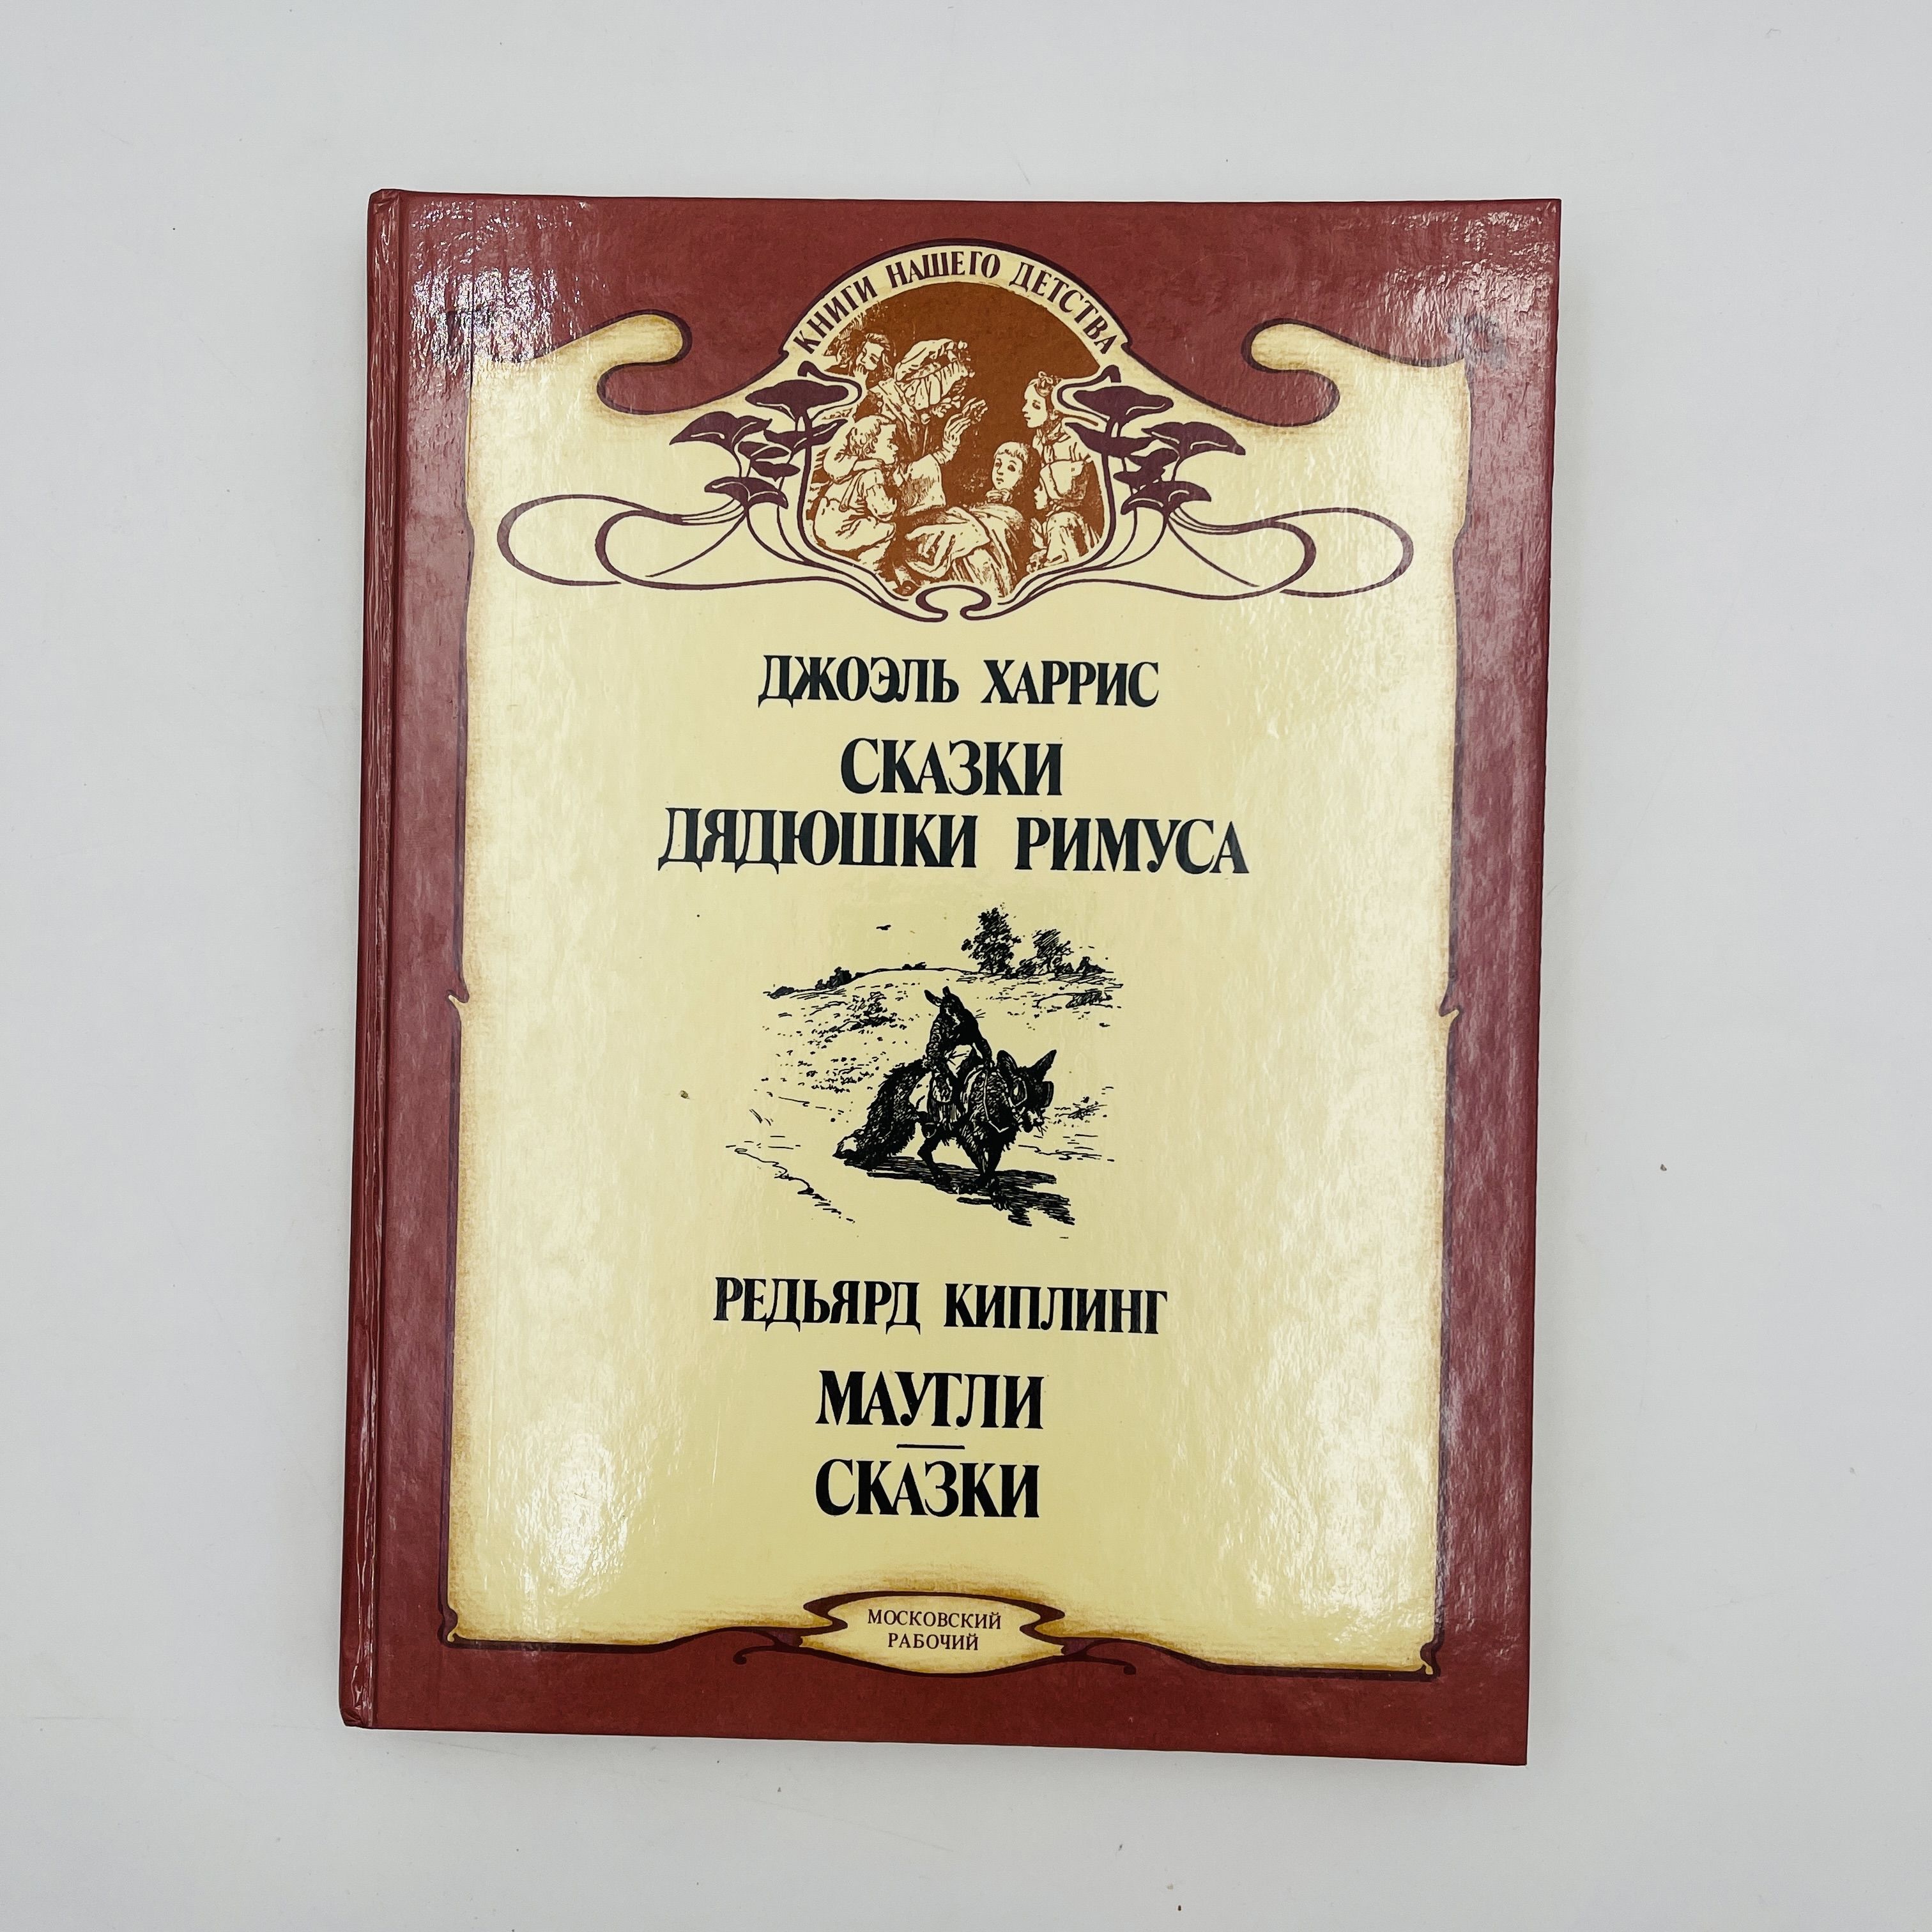 КНИГИ НАШЕГО ДЕТСТВА
ДЖОЭЛЬ ХАРРИС
СКАЗКИ
ДЯДЮШКИ РИМУСА
РЕДЬЯРД КИПЛИНГ
МАУГЛИ
СКАЗКИ
МОСКОВСКИЙ
РАБОЧИЙ